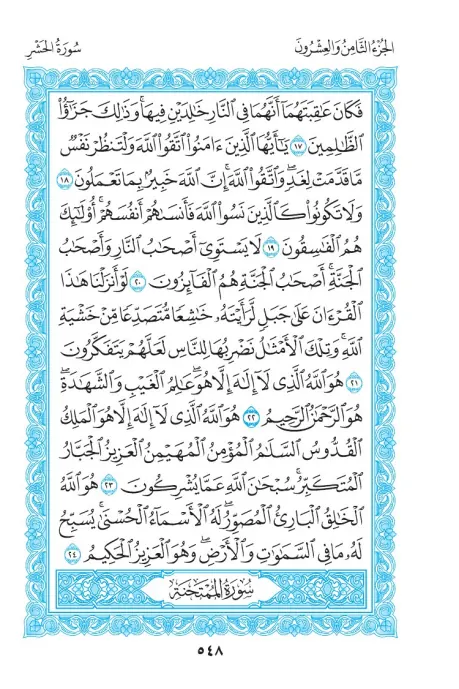 الجُزْءُ الثَّامِنُ وَالعِشْرُونَ
سُورَةُ الحَشْرِ
فَكَانَ عَٰقِبَتَهُمَآ أَنَّهُمَا فِي ٱلنَّارِ خَٰلِدَيْنِ فِيهَاۚ وَذَٰلِكَ جَزَٰٓؤُاْ
ٱلظَّٰلِمِينَ ١٧ يَٰٓأَيُّهَا ٱلَّذِينَ ءَامَنُواْ ٱتَّقُواْ ٱللَّهَ وَلْتَنظُرْ نَفْسٞ
مَّا قَدَّمَتْ لِغَدٖۖ وَٱتَّقُواْ ٱللَّهَۚ إِنَّ ٱللَّهَ خَبِيرُۢ بِمَا تَعْمَلُونَ ١٨
وَلَا تَكُونُواْ كَٱلَّذِينَ نَسُواْ ٱللَّهَ فَأَنسَىٰهُمْ أَنفُسَهُمْۚ أُوْلَٰٓئِكَ
هُمُ ٱلْفَٰسِقُونَ ١٩ لَا يَسْتَوِيٓ أَصْحَٰبُ ٱلنَّارِ وَأَصْحَٰبُ
ٱلْجَنَّةِۚ أَصْحَٰبُ ٱلْجَنَّةِ هُمُ ٱلْفَآئِزُونَ ٢٠ لَوْ أَنزَلْنَا هَٰذَا
ٱلْقُرْءَانَ عَلَىٰ جَبَلٖ لَّرَأَيْتَهُۥ خَٰشِعٗا مُّتَصَدِّعٗا مِّنْ خَشْيَةِ
ٱللَّهِۚ وَتِلْكَ ٱلْأَمْثَٰلُ نَضْرِبُهَا لِلنَّاسِ لَعَلَّهُمْ يَتَفَكَّرُونَ
٢١ هُوَ ٱللَّهُ ٱلَّذِي لَآ إِلَٰهَ إِلَّا هُوَۖ عَٰلِمُ ٱلْغَيْبِ وَٱلشَّهَٰدَةِۖ
هُوَ ٱلرَّحْمَٰنُ ٱلرَّحِيمُ ٢٢ هُوَ ٱللَّهُ ٱلَّذِي لَآ إِلَٰهَ إِلَّا هُوَ ٱلْمَلِكُ
ٱلْقُدُّوسُ ٱلسَّلَٰمُ ٱلْمُؤْمِنُ ٱلْمُهَيْمِنُ ٱلْعَزِيزُ ٱلْجَبَّارُ
ٱلْمُتَكَبِّرُۚ سُبْحَٰنَ ٱللَّهِ عَمَّا يُشْرِكُونَ ٢٣ هُوَ ٱللَّهُ
ٱلْخَٰلِقُ ٱلْبَارِئُ ٱلْمُصَوِّرُۖ لَهُ ٱلْأَسْمَآءُ ٱلْحُسْنَىٰۚ يُسَبِّحُ
لَهُۥ مَا فِي ٱلسَّمَٰوَٰتِ وَٱلْأَرْضِۖ وَهُوَ ٱلْعَزِيزُ ٱلْحَكِيمُ ٢٤
سُورَةُ المُمْتَحنَةِ
٥٤٨